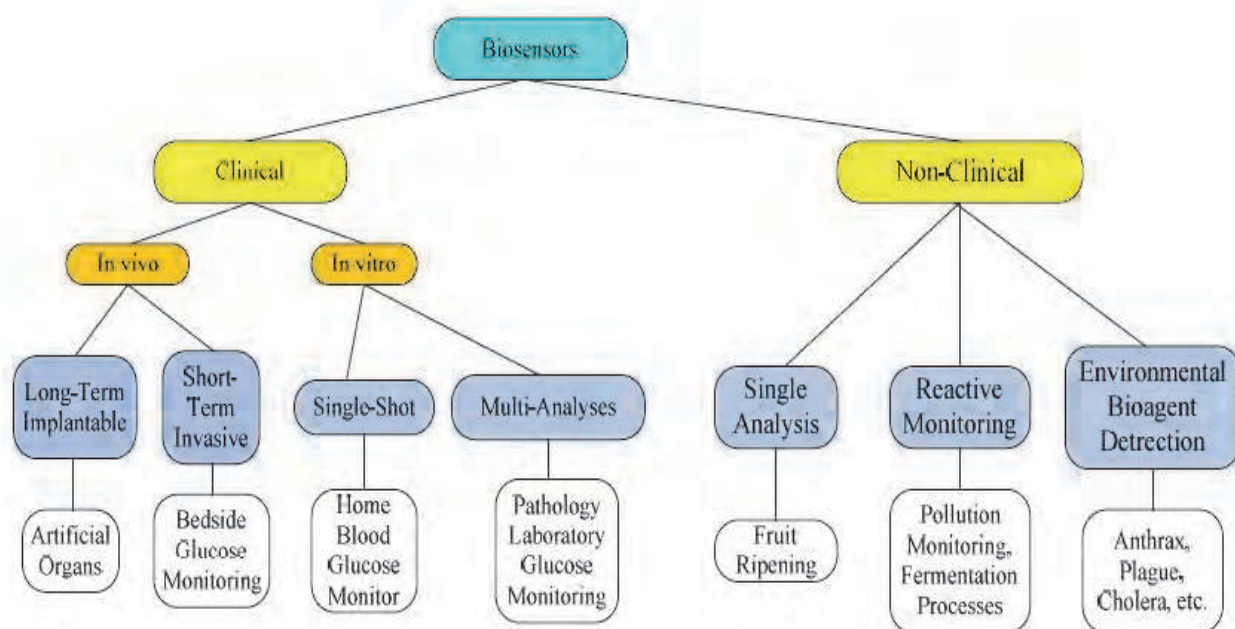 Biosensors
Clinical
Non-Clinical
In vivo
In vitro
Long-Term
Implantable
Short-
Term
Invasive
Single-Shot
Multi-Analyses
Single
Analysis
Reactive
Monitoring
Environmental
Bioagent
Detrection
Artificial
Organs
Bedside
Glucose
Monitoring
Home
Blood
Glucose
Monitor
Pathology
Laboratory
Glucose
Monitoring
Fruit
Ripening
Pollution
Monitoring,
Fermentation
Processes
Anthrax,
Plague,
Cholera, etc.